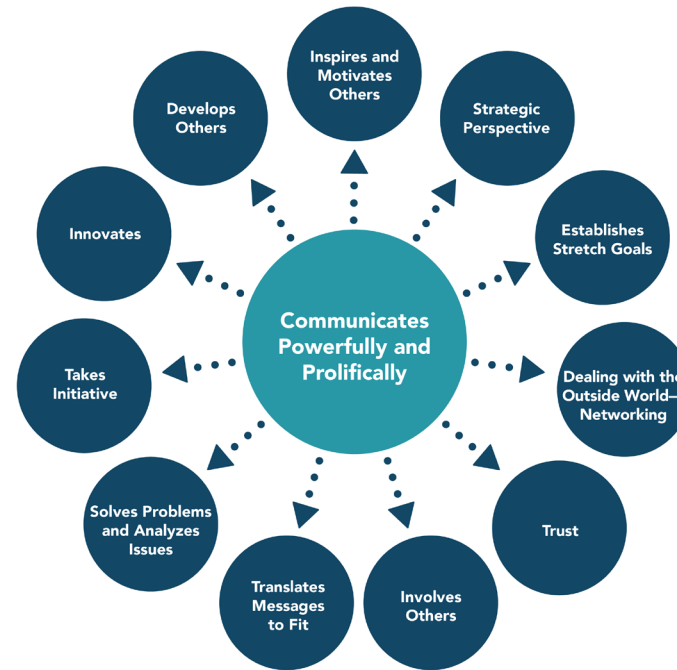 Inspires and
Motivates
Others
Strategic
Perspective
Establishes
Stretch Goals
Dealing with the
Outside World—
Networking
Trust
Involves
Others
Translates
Messages
to Fit
Solves Problems
and Analyzes
Issues
Takes
Initiative
Innovates
Develops
Others
Communicates
Powerfully and
Prolifically